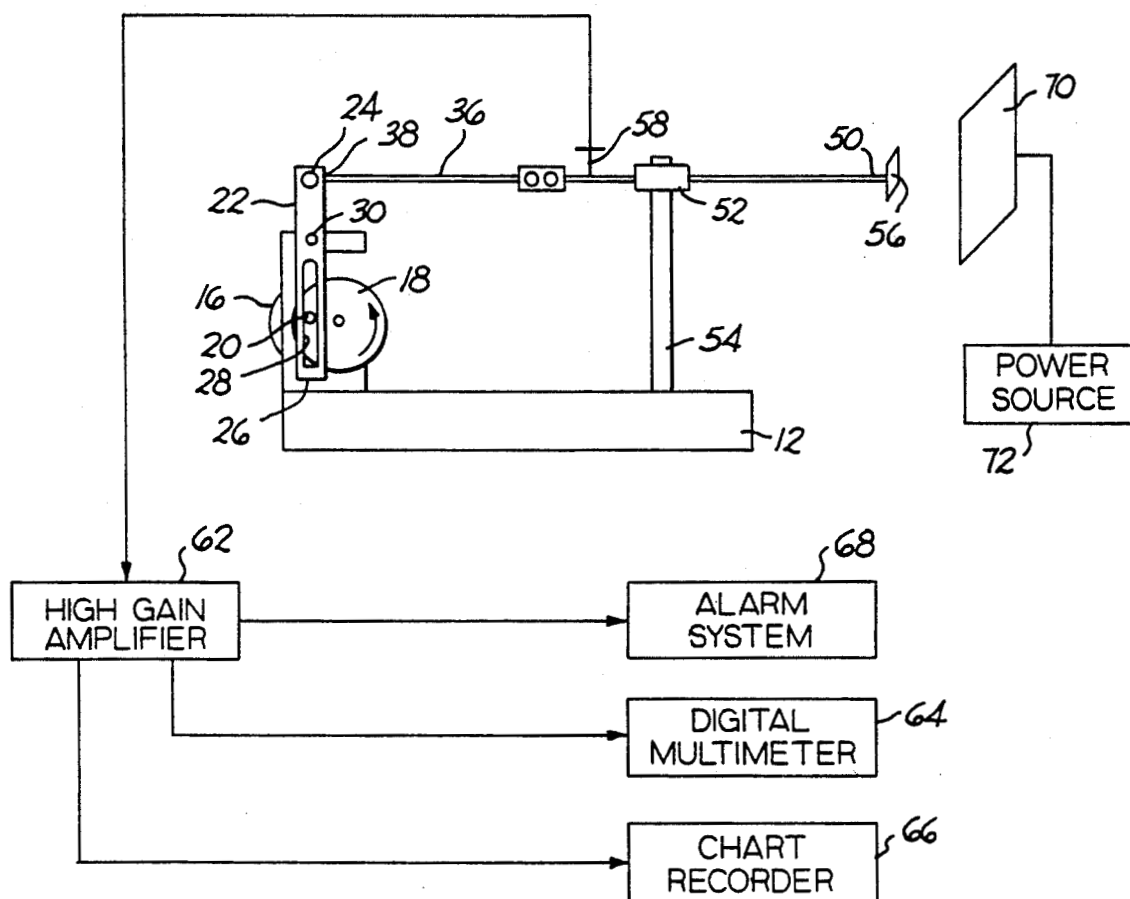 24
38
36
58
50
70
22
30
52
56
16
18
20
28
26
54
12
POWER
SOURCE
72
62
HIGH GAIN
AMPLIFIER
68
ALARM
SYSTEM
DIGITAL
MULTIMETER
64
CHART
RECORDER
66